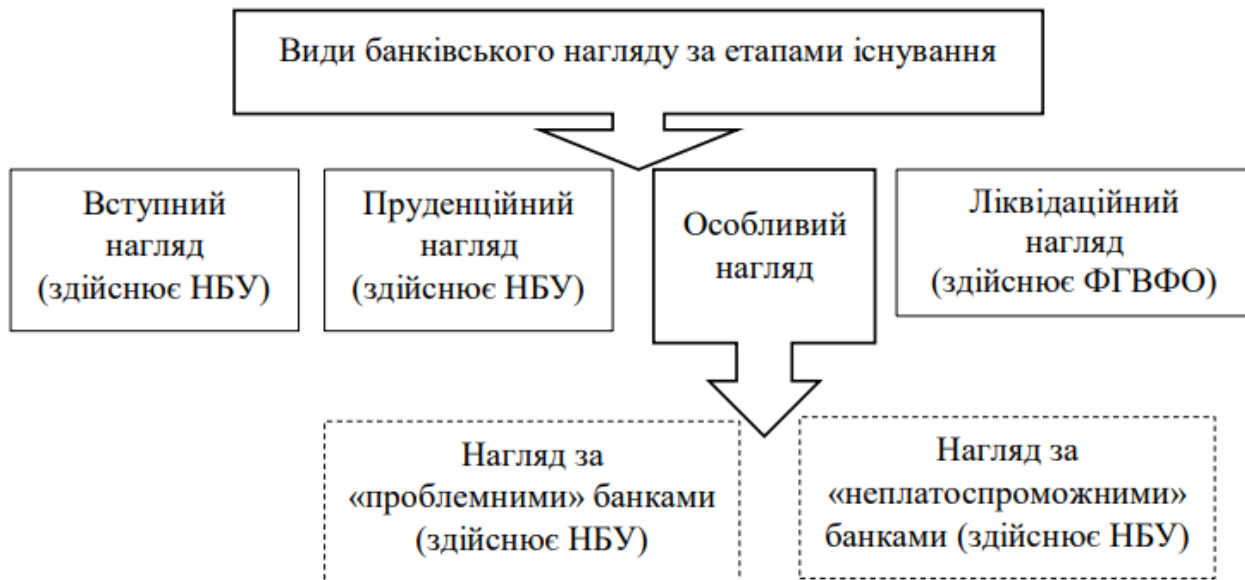 Види банківського нагляду за етапами існування
Вступний
нагляд
(здійснює НБУ)
Пруденційний
нагляд
(здійснює НБУ)
Особливий
нагляд
Ліквідаційний
нагляд
(здійснює ФГВФО)
Нагляд за
«проблемними» банками
(здійснює НБУ)
Нагляд за
«неплатоспроможними»
банками (здійснює НБУ)